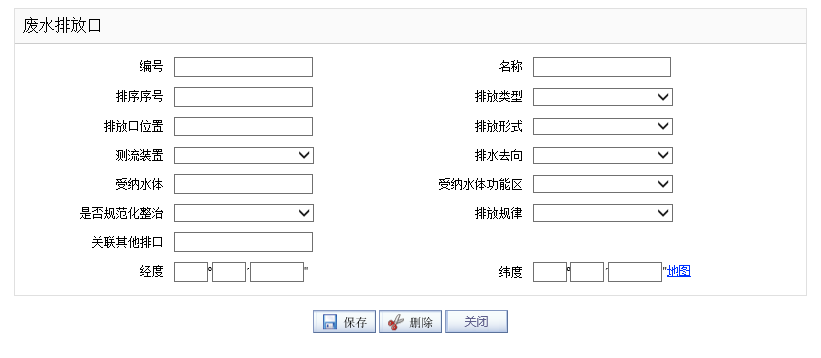 废水排放口
编号 名称
排序序号 排放类型
排放口位置 排放形式
测流装置 排水去向
受纳水体 受纳水体功能区
是否规范化整治 排放规律
关联其他排口
经度 ° ′ ″ 纬度 ° ′ ″地图
保存 删除 关闭